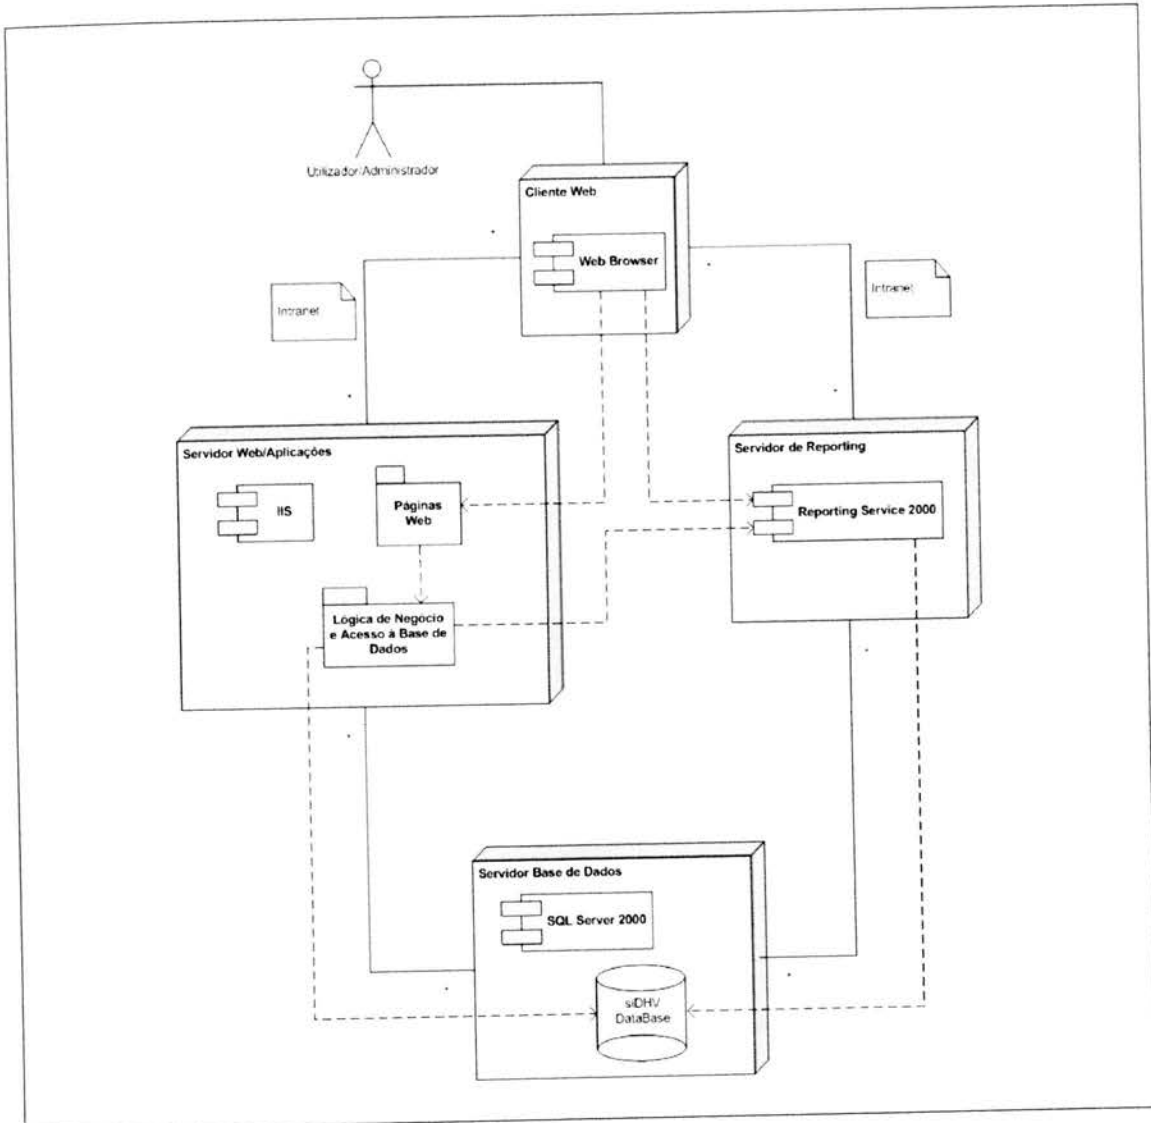 Utilizador/Administrador
Cliente Web
Web Browser
Intranet
Intranet
Servidor Web/Aplicações
IIS
Páginas
Web
Lógica de Negócio
e Acesso à Base de
Dados
Servidor de Reporting
Reporting Service 2000
Servidor Base de Dados
SQL Server 2000
siDHV
DataBase